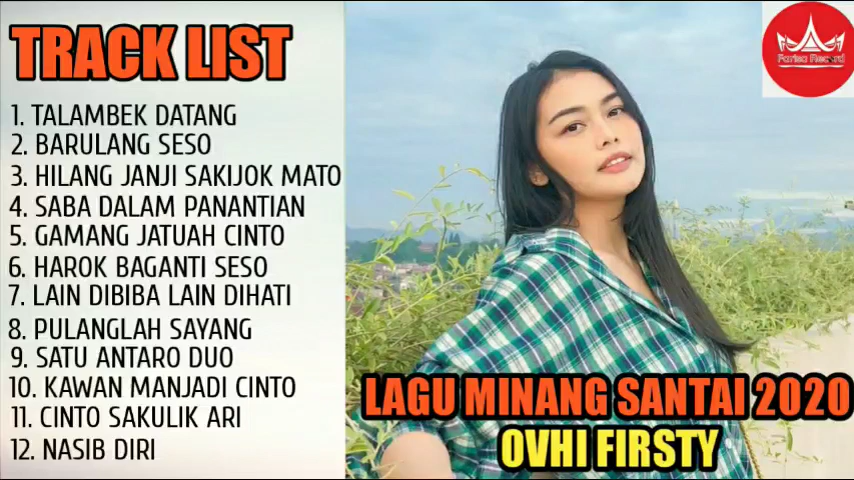 TRACK LIST
1. TALAMBEK DATANG
2. BARULANG SESO
3. HILANG JANJI SAKIJOK MATO
4. SABA DALAM PANANTIAN
5. GAMANG JATUAH CINTO
6. HAROK BAGANTI SESO
7. LAIN DIBIBA LAIN DIHATI
8. PULANGLAH SAYANG
9. SATU ANTARO DUO
10. KAWAN MANJADI CINTO
11. CINTO SAKULIK ARI
12. NASIB DIRI
Farisa Record
LAGU MINANG SANTAI 2020
OVHI FIRSTY